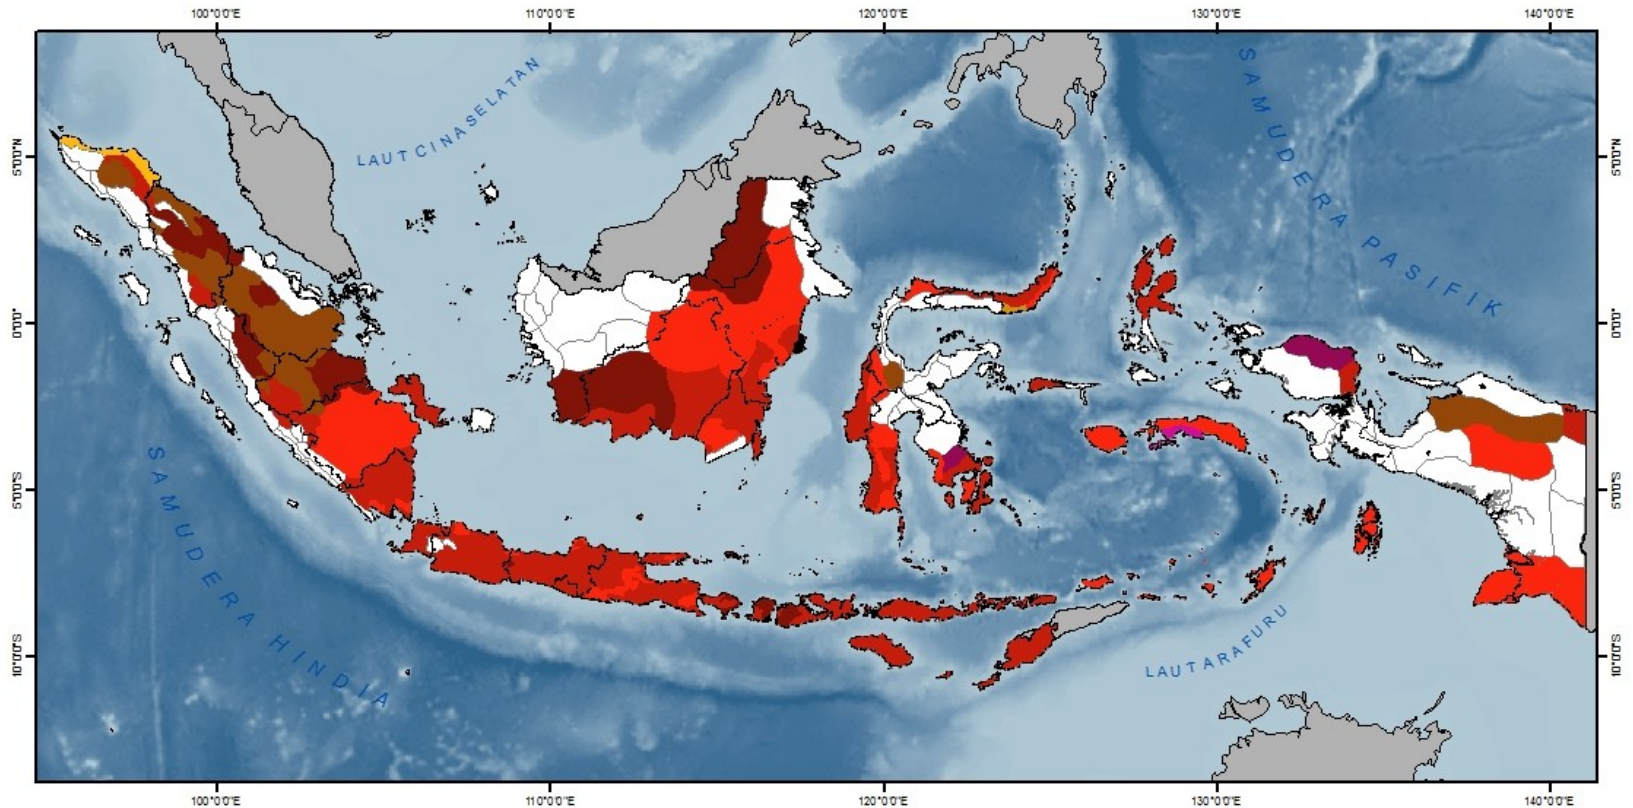 100°0'0"E
110°0'0"E
120°0'0"E
130°0'0"E
140°0'0"E
LAUT CINA SELATAN
SAMUDERA PASIFIK
5°0'0"N
5°0'0"N
0°0'0"
0°0'0"
5°0'0"S
5°0'0"S
SAMUDERA HINDIA
LAUT ARAFURU
10°0'0"S
10°0'0"S
100°0'0"E
110°0'0"E
120°0'0"E
130°0'0"E
140°0'0"E